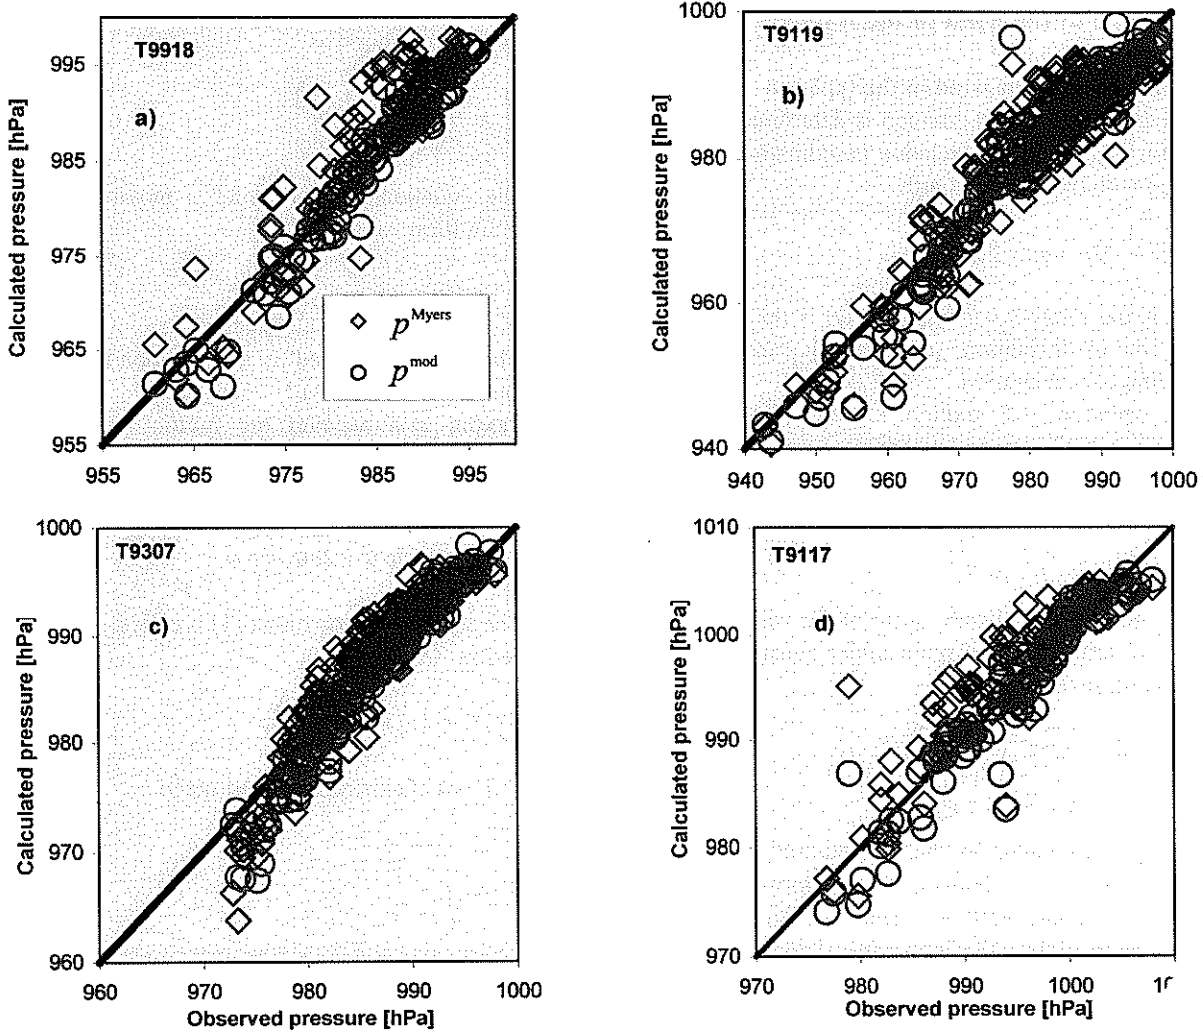 T9918
a)
Calculated pressure [hPa]
995
985
975
965
955
955 965 975 985 995
p^Myers
p^mod
T9119
b)
Calculated pressure [hPa]
1000
980
960
940
940 950 960 970 980 990 1000
T9307
c)
Calculated pressure [hPa]
1000
990
980
970
960
960 970 980 990 1000
Observed pressure [hPa]
T9117
d)
Calculated pressure [hPa]
1010
1000
990
980
970
970 980 990 1000
Observed pressure [hPa]